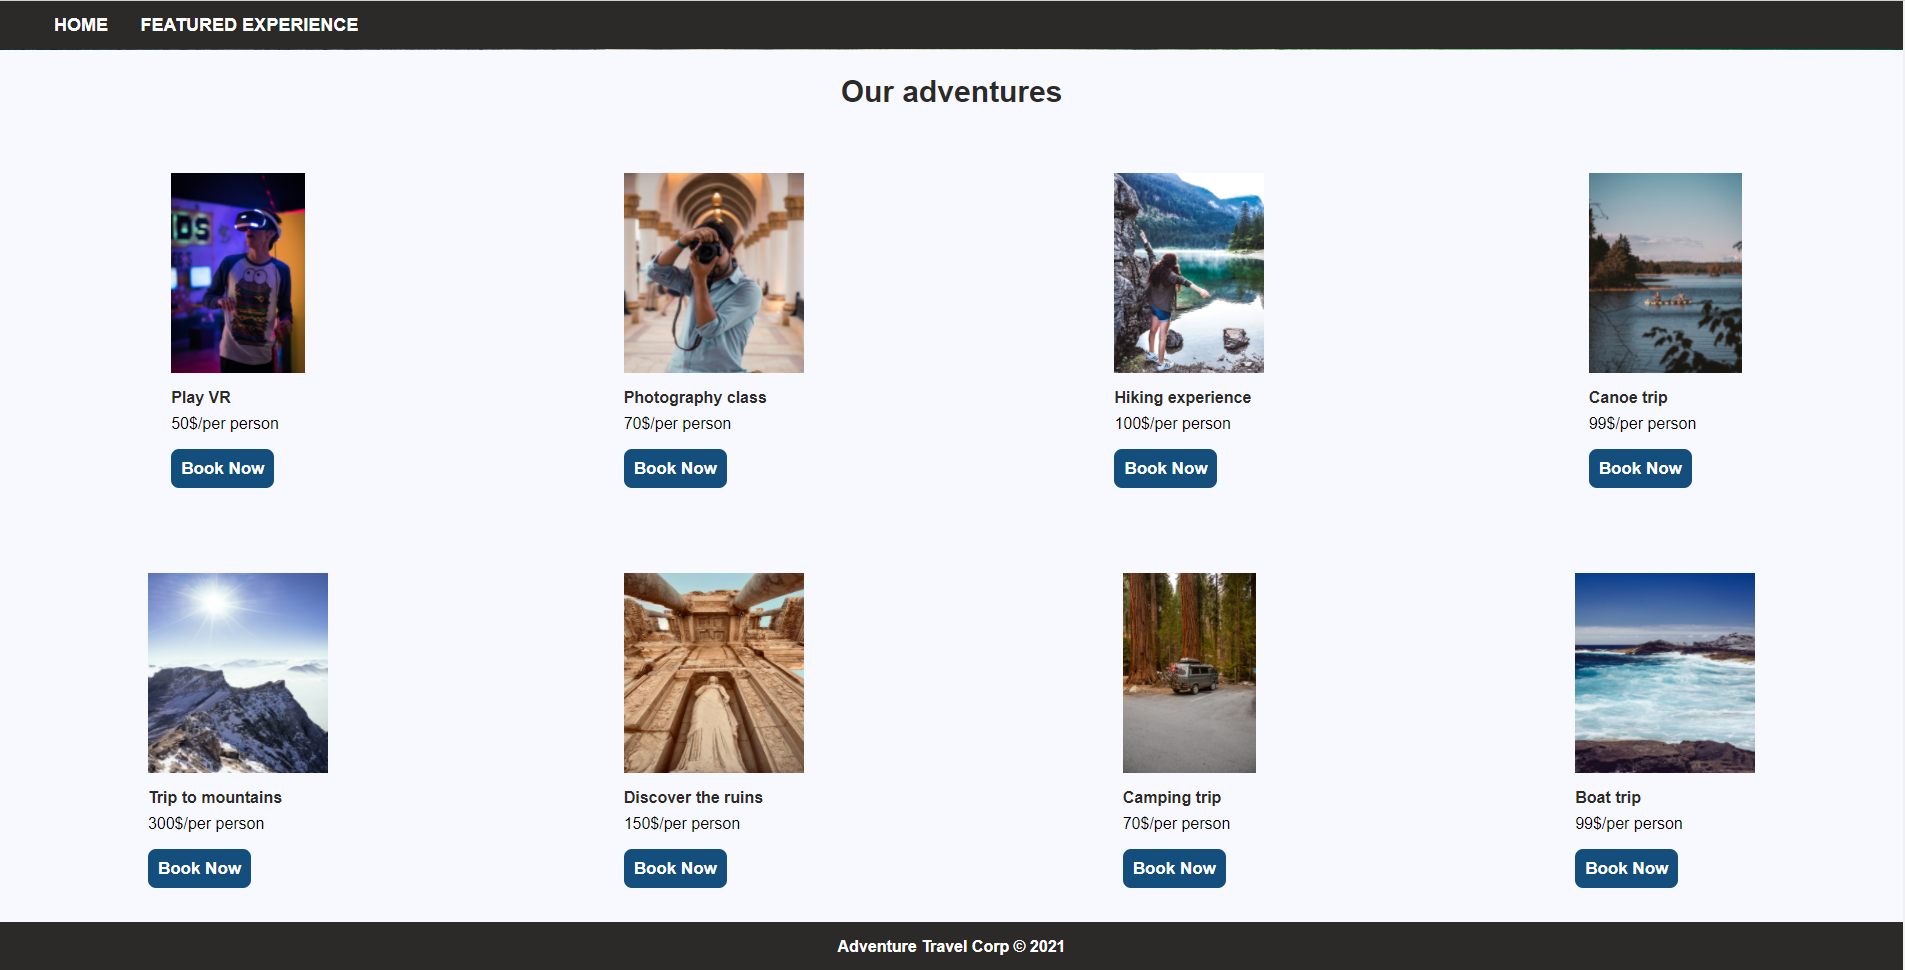 HOME FEATURED EXPERIENCE
Our adventures
Play VR
50$/per person
Book Now
Photography class
70$/per person
Book Now
Hiking experience
100$/per person
Book Now
Canoe trip
99$/per person
Book Now
Trip to mountains
300$/per person
Book Now
Discover the ruins
150$/per person
Book Now
Camping trip
70$/per person
Book Now
Boat trip
99$/per person
Book Now
Adventure Travel Corp © 2021